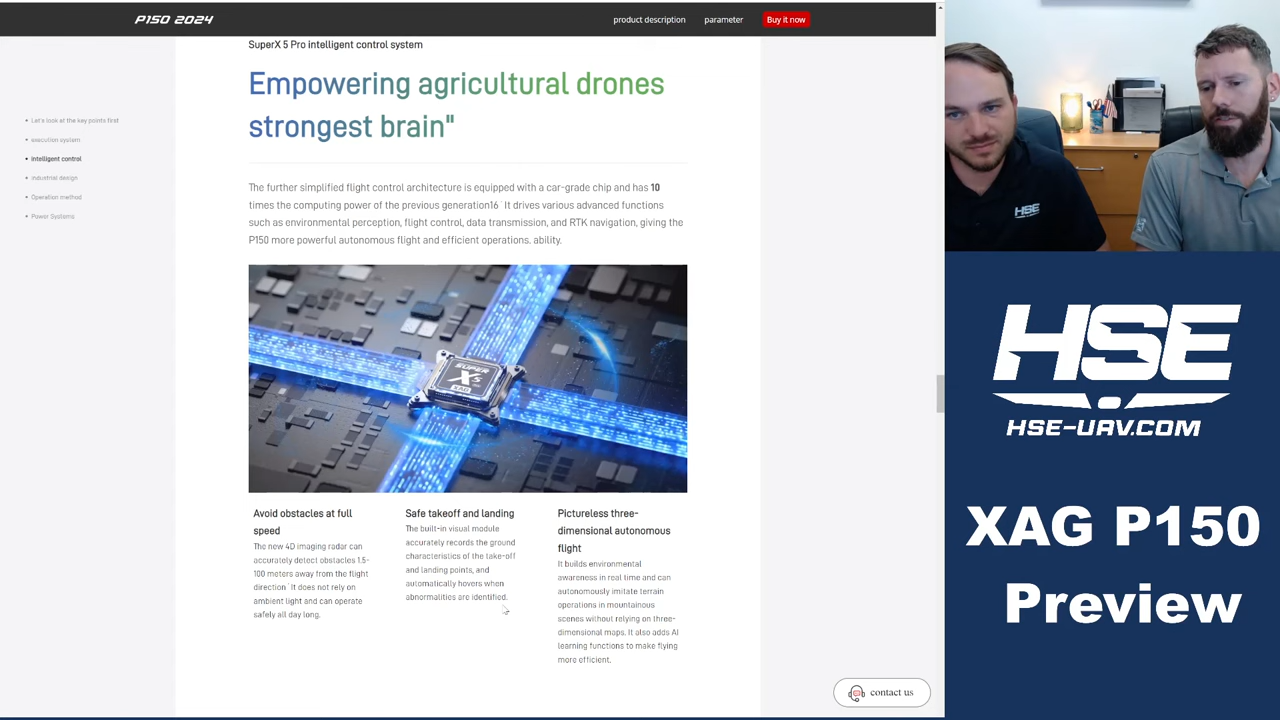 P150 2024
product description
parameter
Buy it now
SuperX 5 Pro intelligent control system
Empowering agricultural drones
strongest brain"
• Let's look at the key points first
• execution system
• Intelligent control
• industrial design
• Operation method
• Power Systems
The further simplified flight control architecture is equipped with a car-grade chip and has 10
times the computing power of the previous generation16 It drives various advanced functions
such as environmental perception, flight control, data transmission, and RTK navigation, giving the
P150 more powerful autonomous flight and efficient operations. ability.
SUPER
X5
XAG
Avoid obstacles at full
speed
The new 4D imaging radar can
accurately detect obstacles 1.5-
100 meters away from the flight
direction It does not rely on
ambient light and can operate
safely all day long.
Safe takeoff and landing
The built-in visual module
accurately records the ground
characteristics of the take-off
and landing points, and
automatically hovers when
abnormalities are identified.
Pictureless three-
dimensional autonomous
flight
It builds environmental
awareness in real time and can
autonomously imitate terrain
operations in mountainous
scenes without relying on three-
dimensional maps. It also adds AI
learning functions to make flying
more efficient.
contact us
HSE
HSE
HSE-UAV.COM
XAG P150
Preview